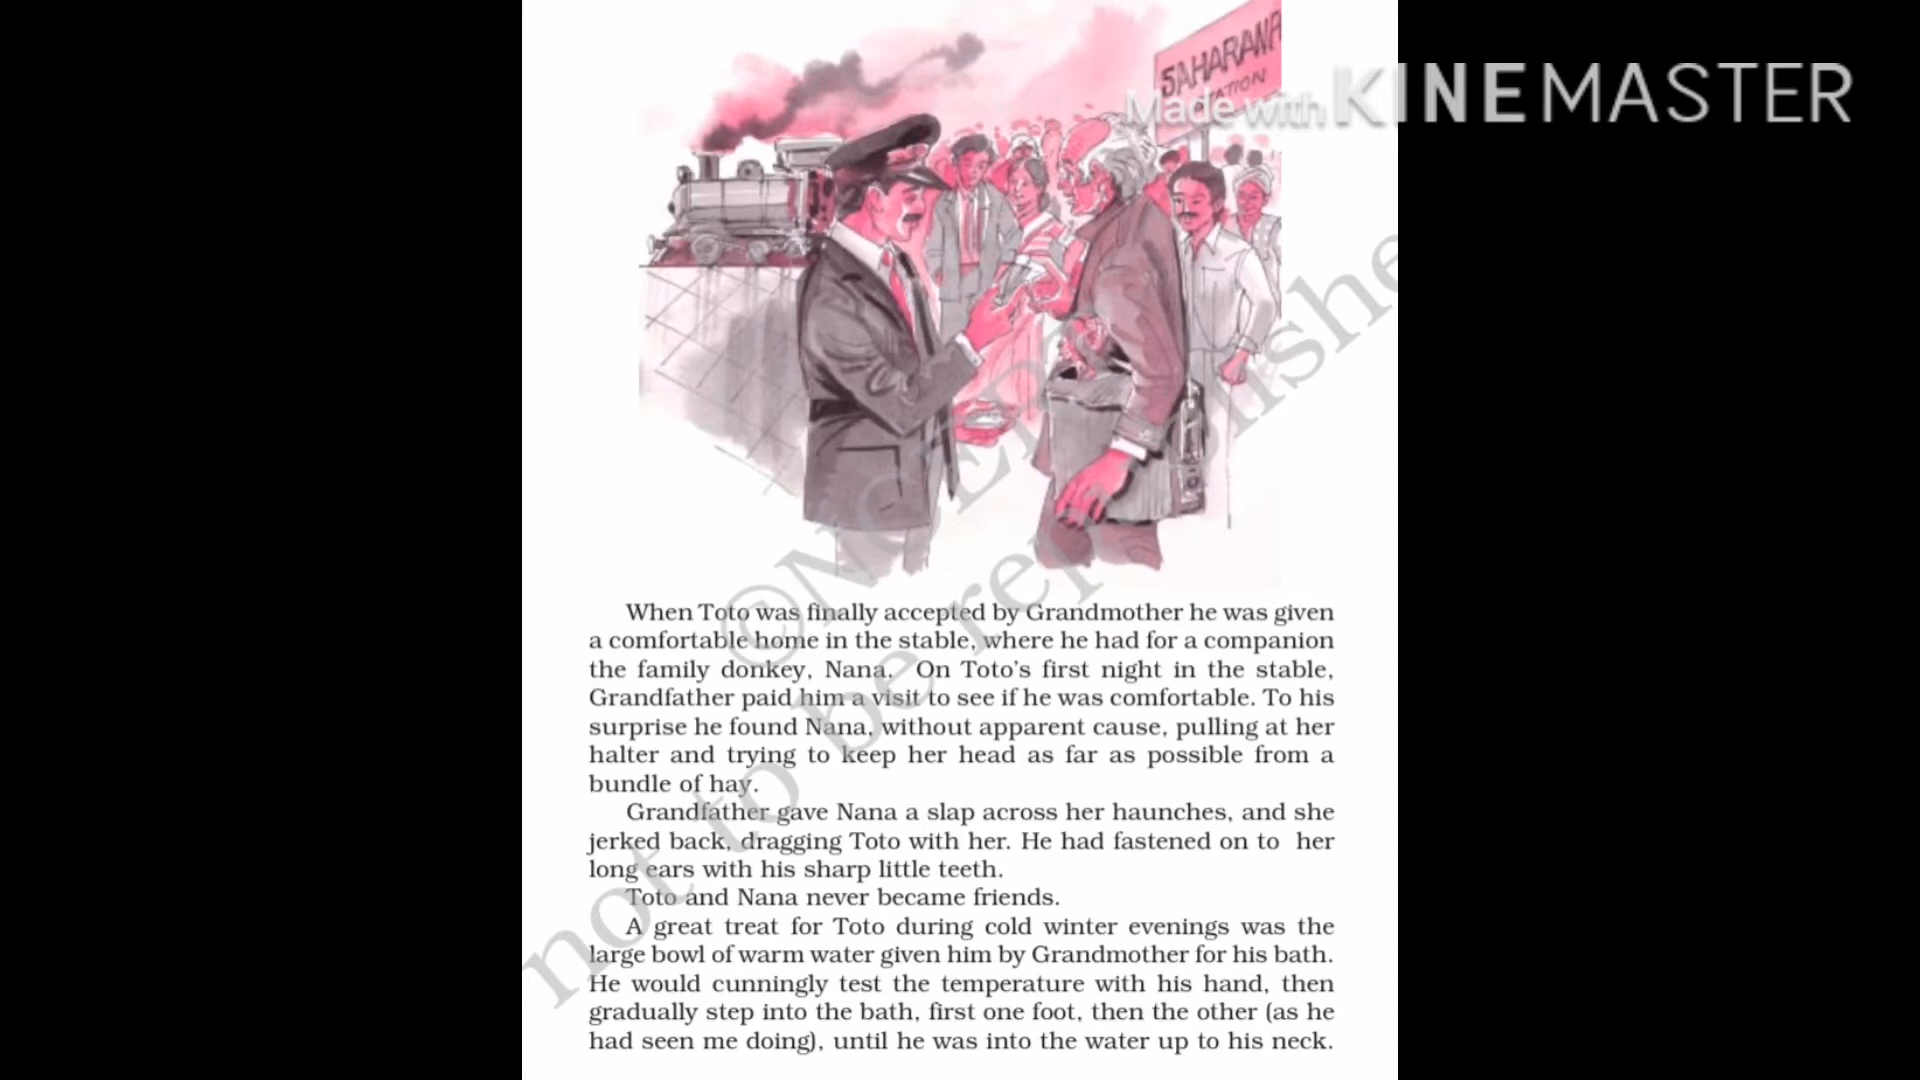 SAHARANP
TATION
Made with KINEMASTER
©NCERT
not to be republishe
When Toto was finally accepted by Grandmother he was given
a comfortable home in the stable, where he had for a companion
the family donkey, Nana. On Toto's first night in the stable,
Grandfather paid him a visit to see if he was comfortable. To his
surprise he found Nana, without apparent cause, pulling at her
halter and trying to keep her head as far as possible from a
bundle of hay.
Grandfather gave Nana a slap across her haunches, and she
jerked back, dragging Toto with her. He had fastened on to her
long ears with his sharp little teeth.
Toto and Nana never became friends.
A great treat for Toto during cold winter evenings was the
large bowl of warm water given him by Grandmother for his bath.
He would cunningly test the temperature with his hand, then
gradually step into the bath, first one foot, then the other (as he
had seen me doing), until he was into the water up to his neck.